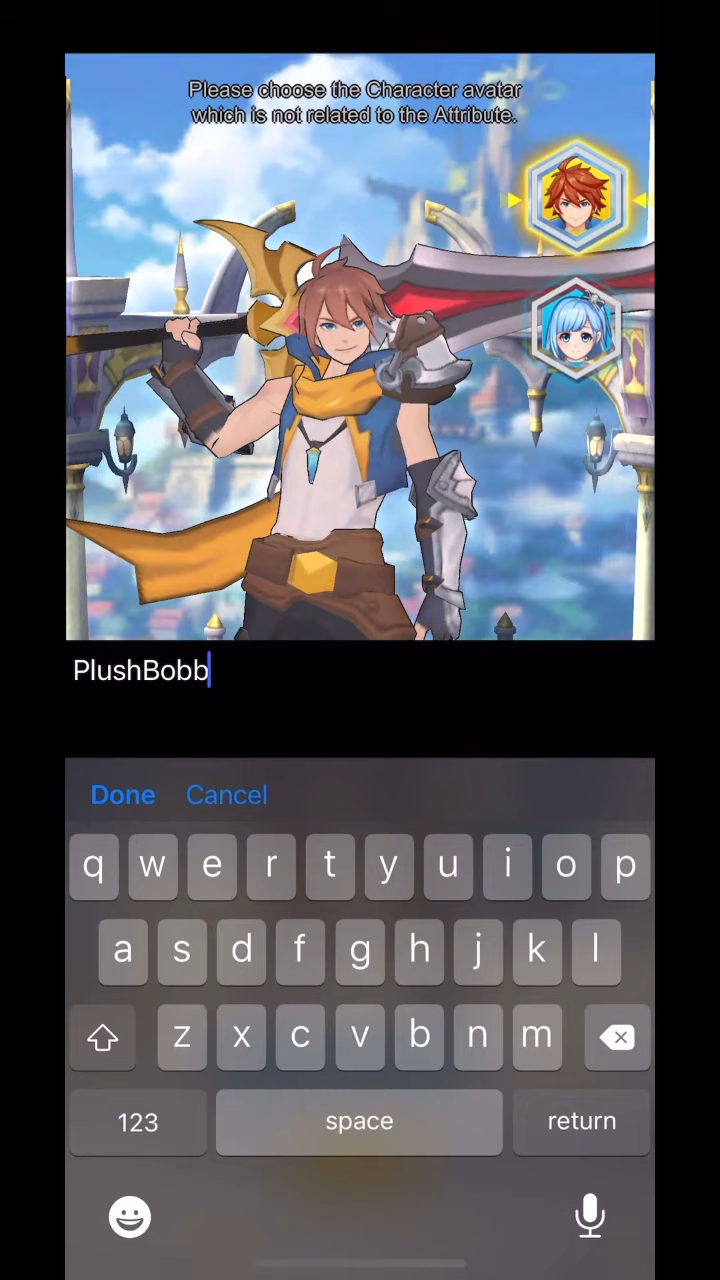 Please choose the Character avatar
which is not related to the Attribute.
PlushBobb
Done Cancel
q w e r t y u i o p
a s d f g h j k l
z x c v b n m
123 space return